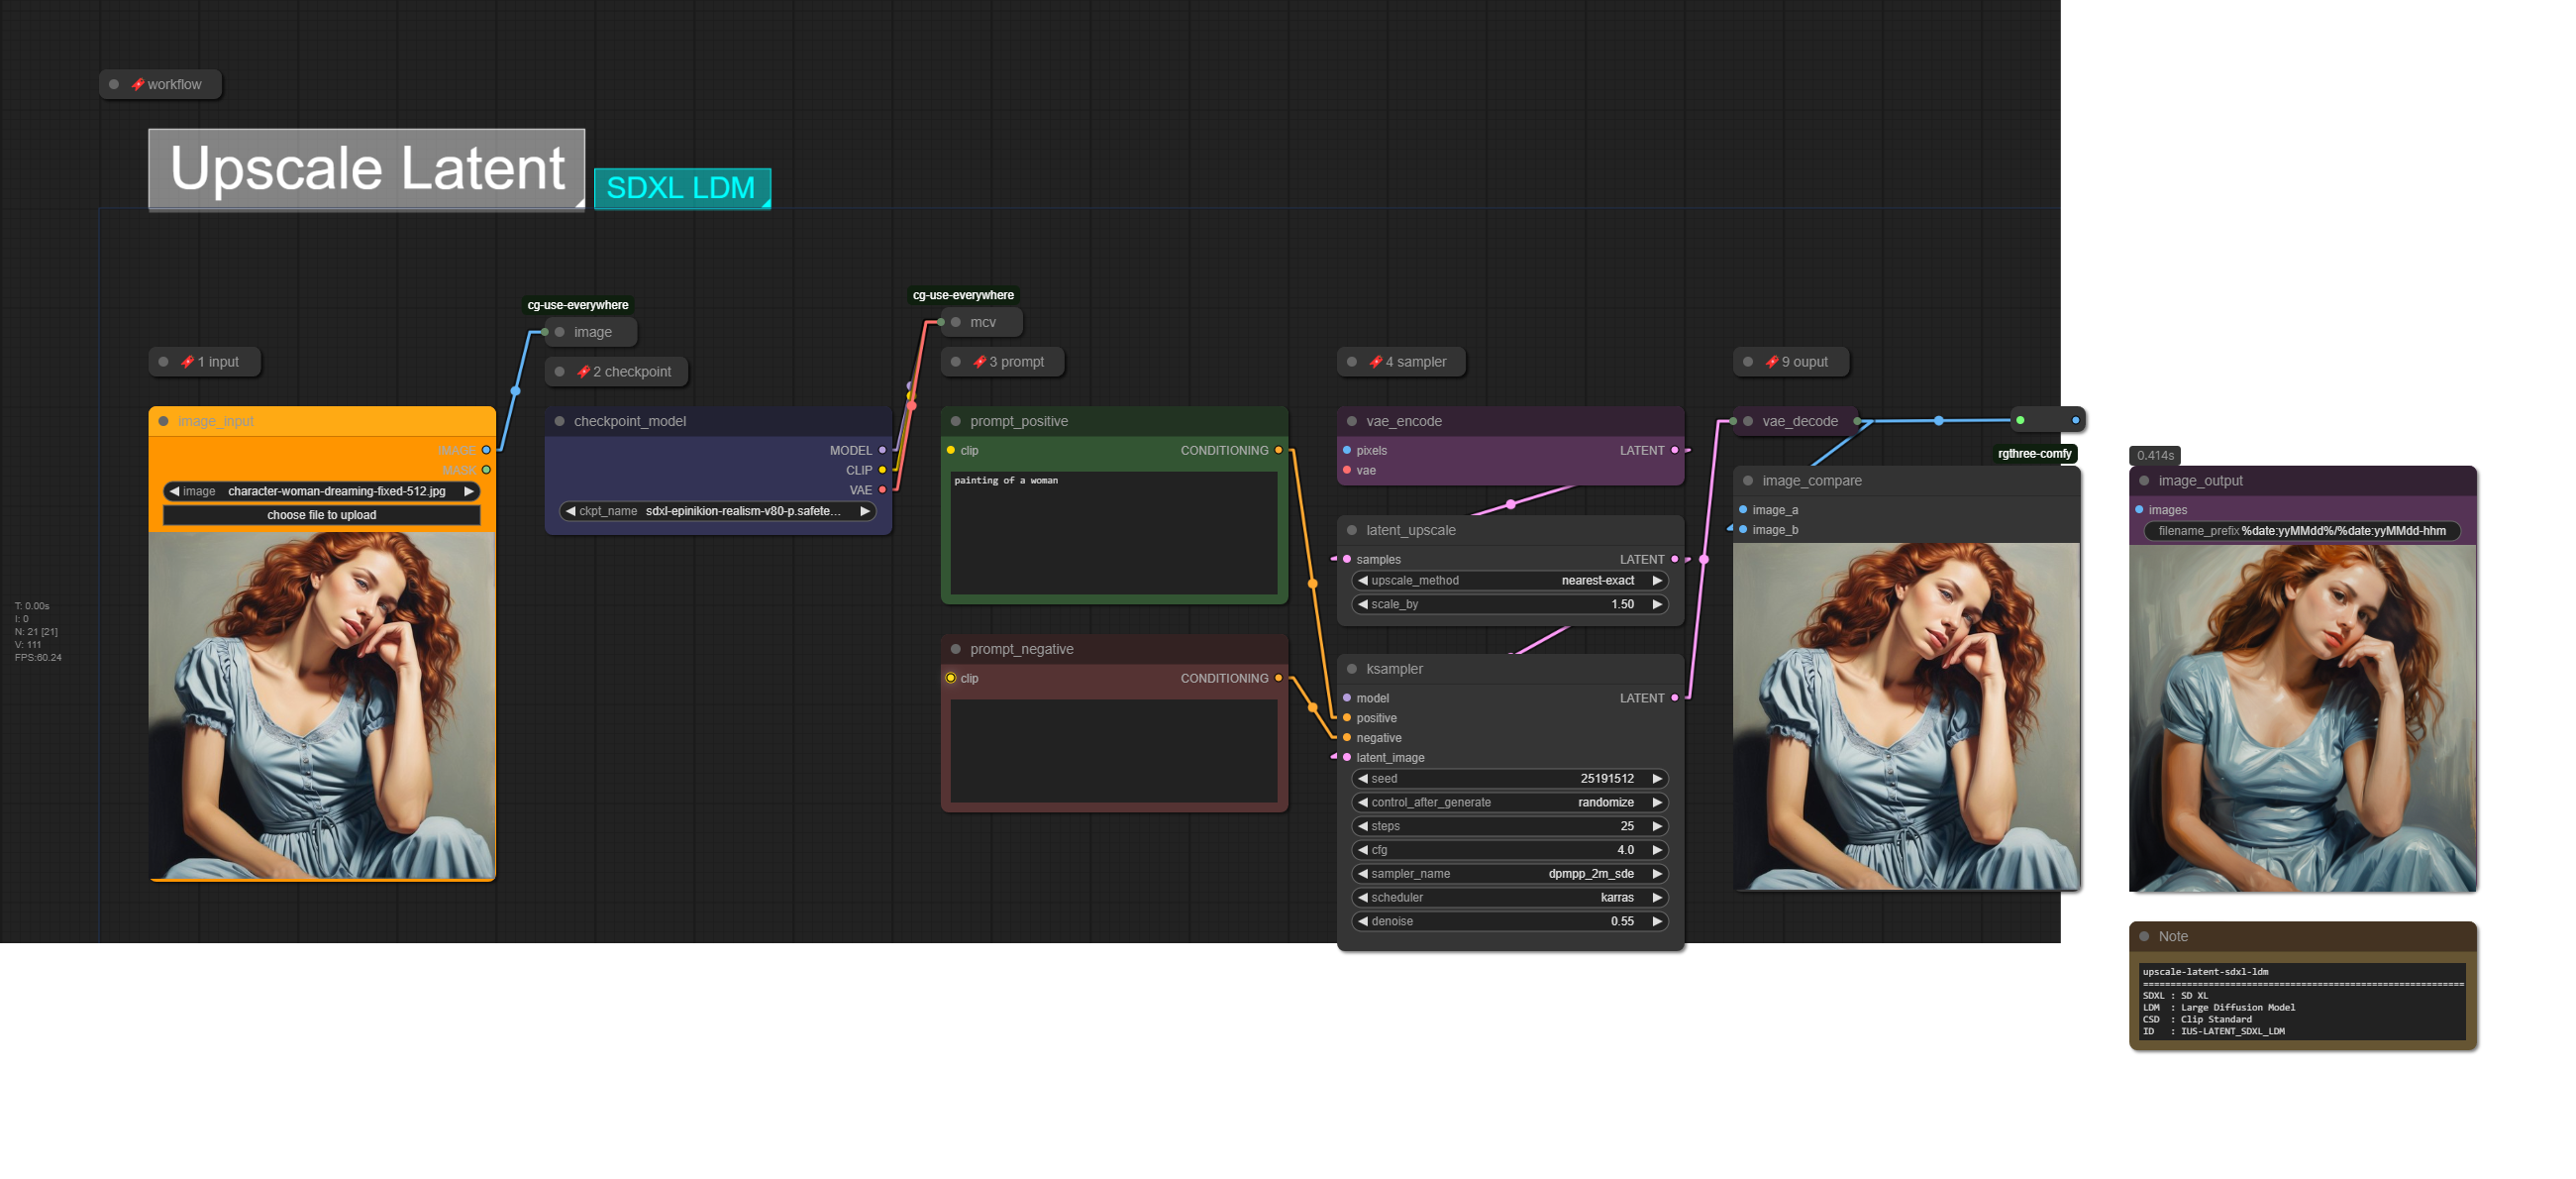 workflow
Upscale Latent
SDXL LDM
cg-use-everywhere
image
1 input
2 checkpoint
cg-use-everywhere
mcv
3 prompt
4 sampler
9 ouput
image_input
IMAGE
MASK
image character-woman-dreaming-fixed-512.jpg
choose file to upload
checkpoint_model
MODEL
CLIP
VAE
ckpt_name sdxl-epinikion-realism-v80-p.safete...
prompt_positive
clip CONDITIONING
painting of a woman
prompt_negative
clip CONDITIONING
vae_encode
pixels LATENT
vae
latent_upscale
samples LATENT
upscale_method nearest-exact
scale_by 1.50
ksampler
model LATENT
positive
negative
latent_image
seed 25191512
control_after_generate randomize
steps 25
cfg 4.0
sampler_name dpmpp_2m_sde
scheduler karras
denoise 0.55
vae_decode
rgthree-comfy
image_compare
image_a
image_b
0.414s
image_output
images
filename_prefix %date:yyMMdd%/%date:yyMMdd-hhm
Note
upscale-latent-sdxl-ldm
===========================================================
SDXL : SD XL
LDM : Large Diffusion Model
CSD : Clip Standard
ID : IUS-LATENT_SDXL_LDM
T: 0.00s
I: 0
N: 21 [21]
V: 111
FPS:60.24